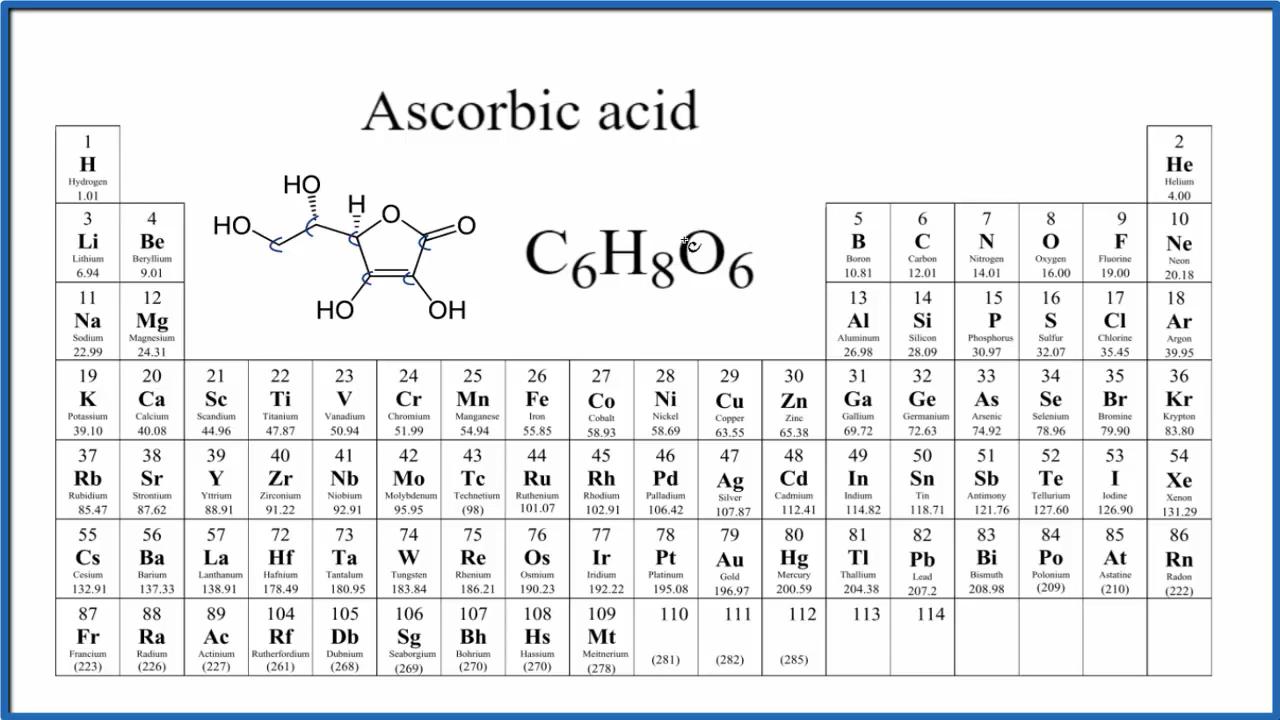 Ascorbic acid
HO
HO
H
O
O
HO
OH
C6H8O6
1 2
H He
Hydrogen Helium
1.01 4.00
3 4 5 6 7 8 9 10
Li Be B C N O F Ne
Lithium Beryllium Boron Carbon Nitrogen Oxygen Fluorine Neon
6.94 9.01 10.81 12.01 14.01 16.00 19.00 20.18
11 12 13 14 15 16 17 18
Na Mg Al Si P S Cl Ar
Sodium Magnesium Aluminum Silicon Phosphorus Sulfur Chlorine Argon
22.99 24.31 26.98 28.09 30.97 32.07 35.45 39.95
19 20 21 22 23 24 25 26 27 28 29 30 31 32 33 34 35 36
K Ca Sc Ti V Cr Mn Fe Co Ni Cu Zn Ga Ge As Se Br Kr
Potassium Calcium Scandium Titanium Vanadium Chromium Manganese Iron Cobalt Nickel Copper Zinc Gallium Germanium Arsenic Selenium Bromine Krypton
39.10 40.08 44.96 47.87 50.94 51.99 54.94 55.85 58.93 58.69 63.55 65.38 69.72 72.63 74.92 78.96 79.90 83.80
37 38 39 40 41 42 43 44 45 46 47 48 49 50 51 52 53 54
Rb Sr Y Zr Nb Mo Tc Ru Rh Pd Ag Cd In Sn Sb Te I Xe
Rubidium Strontium Yttrium Zirconium Niobium Molybdenum Technetium Ruthenium Rhodium Palladium Silver Cadmium Indium Tin Antimony Tellurium Iodine Xenon
85.47 87.62 88.91 91.22 92.91 95.95 (98) 101.07 102.91 106.42 107.87 112.41 114.82 118.71 121.76 127.60 126.90 131.29
55 56 57 72 73 74 75 76 77 78 79 80 81 82 83 84 85 86
Cs Ba La Hf Ta W Re Os Ir Pt Au Hg Tl Pb Bi Po At Rn
Cesium Barium Lanthanum Hafnium Tantalum Tungsten Rhenium Osmium Iridium Platinum Gold Mercury Thallium Lead Bismuth Polonium Astatine Radon
132.91 137.33 138.91 178.49 180.95 183.84 186.21 190.23 192.22 195.08 196.97 200.59 204.38 207.2 208.98 (209) (210) (222)
87 88 89 104 105 106 107 108 109 110 111 112 113 114
Fr Ra Ac Rf Db Sg Bh Hs Mt
Francium Radium Actinium Rutherfordium Dubnium Seaborgium Bohrium Hassium Meitnerium
(223) (226) (227) (261) (268) (269) (270) (270) (278) (281) (282) (285)